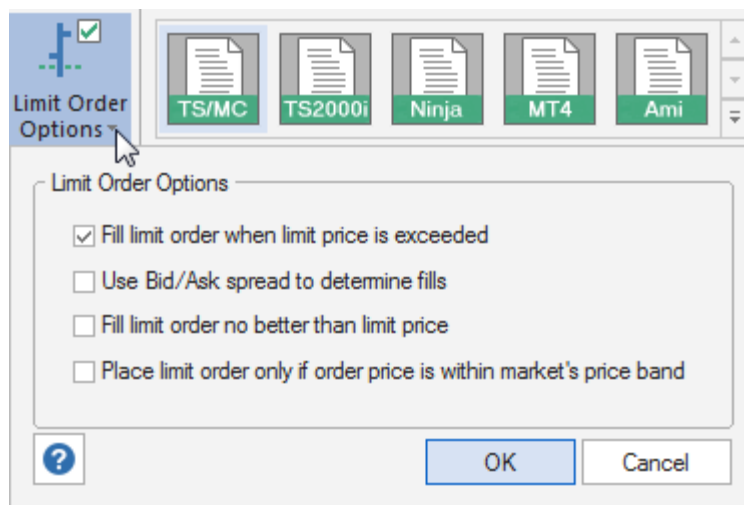 Limit Order
Options
TS/MC
TS2000i
Ninja
MT4
Ami
Limit Order Options
Fill limit order when limit price is exceeded
Use Bid/Ask spread to determine fills
Fill limit order no better than limit price
Place limit order only if order price is within market's price band
?
OK
Cancel